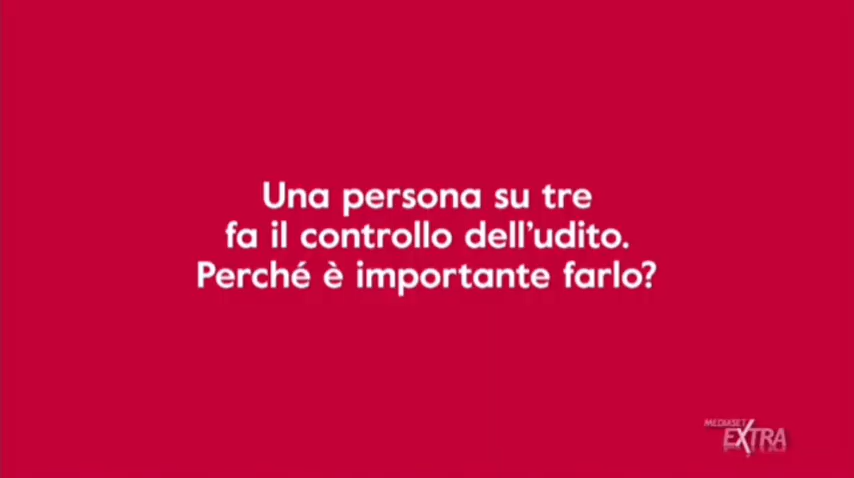 Una persona su tre
fa il controllo dell'udito.
Perché è importante farlo?
MEDIASET
EXTRA